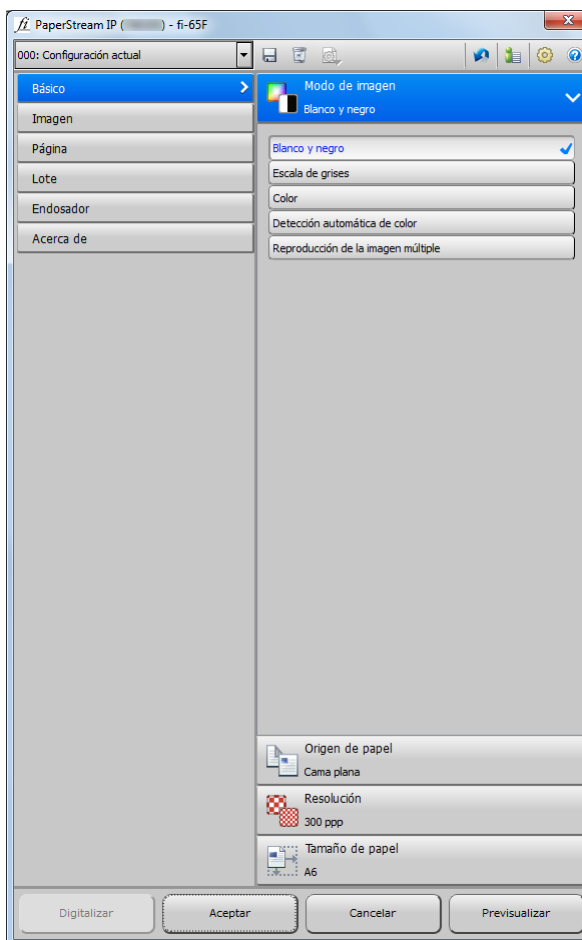 fi PaperStream IP ( ) - fi-65F
000: Configuración actual
Básico
Imagen
Página
Lote
Endosador
Acerca de
Modo de imagen
Blanco y negro
Blanco y negro
Escala de grises
Color
Detección automática de color
Reproducción de la imagen múltiple
Origen de papel
Cama plana
Resolución
300 ppp
Tamaño de papel
A6
Digitalizar
Aceptar
Cancelar
Previsualizar